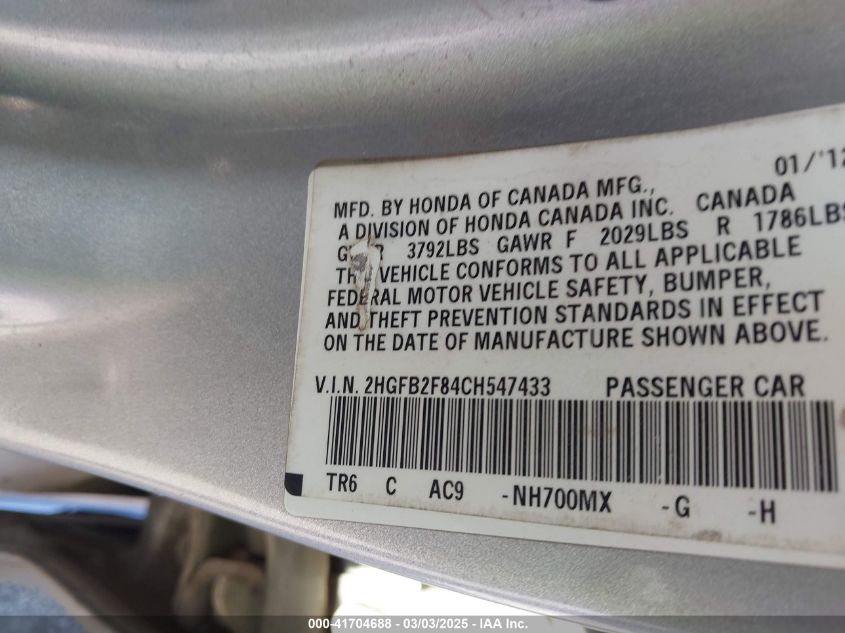 01/'12
MFD. BY HONDA OF CANADA MFG.,
A DIVISION OF HONDA CANADA INC. CANADA
3792LBS GAWR F 2029LBS R 1786LBS
THE VEHICLE CONFORMS TO ALL APPLICABLE
FEDERAL MOTOR VEHICLE SAFETY, BUMPER,
AND THEFT PREVENTION STANDARDS IN EFFECT
ON THE DATE OF MANUFACTURE SHOWN ABOVE.
V.I.N. 2HGFB2F84CH547433 PASSENGER CAR
TR6 C AC9 -NH700MX -G -H
000-41704688 - 03/03/2025 - IAA Inc.